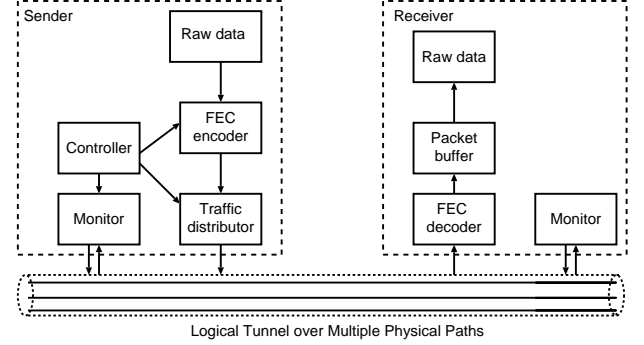 Sender
Raw data
FEC
encoder
Controller
Monitor
Traffic
distributor
Receiver
Raw data
Packet
buffer
FEC
decoder
Monitor
Logical Tunnel over Multiple Physical Paths